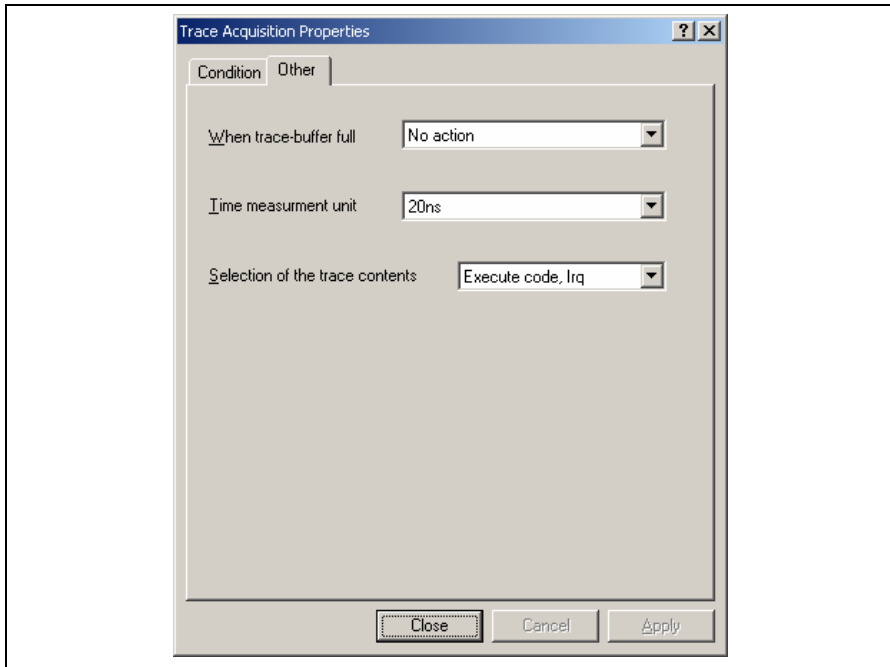 Trace Acquisition Properties
Condition Other
When trace-buffer full No action
Time measurment unit 20ns
Selection of the trace contents Execute code, Irq
Close Cancel Apply